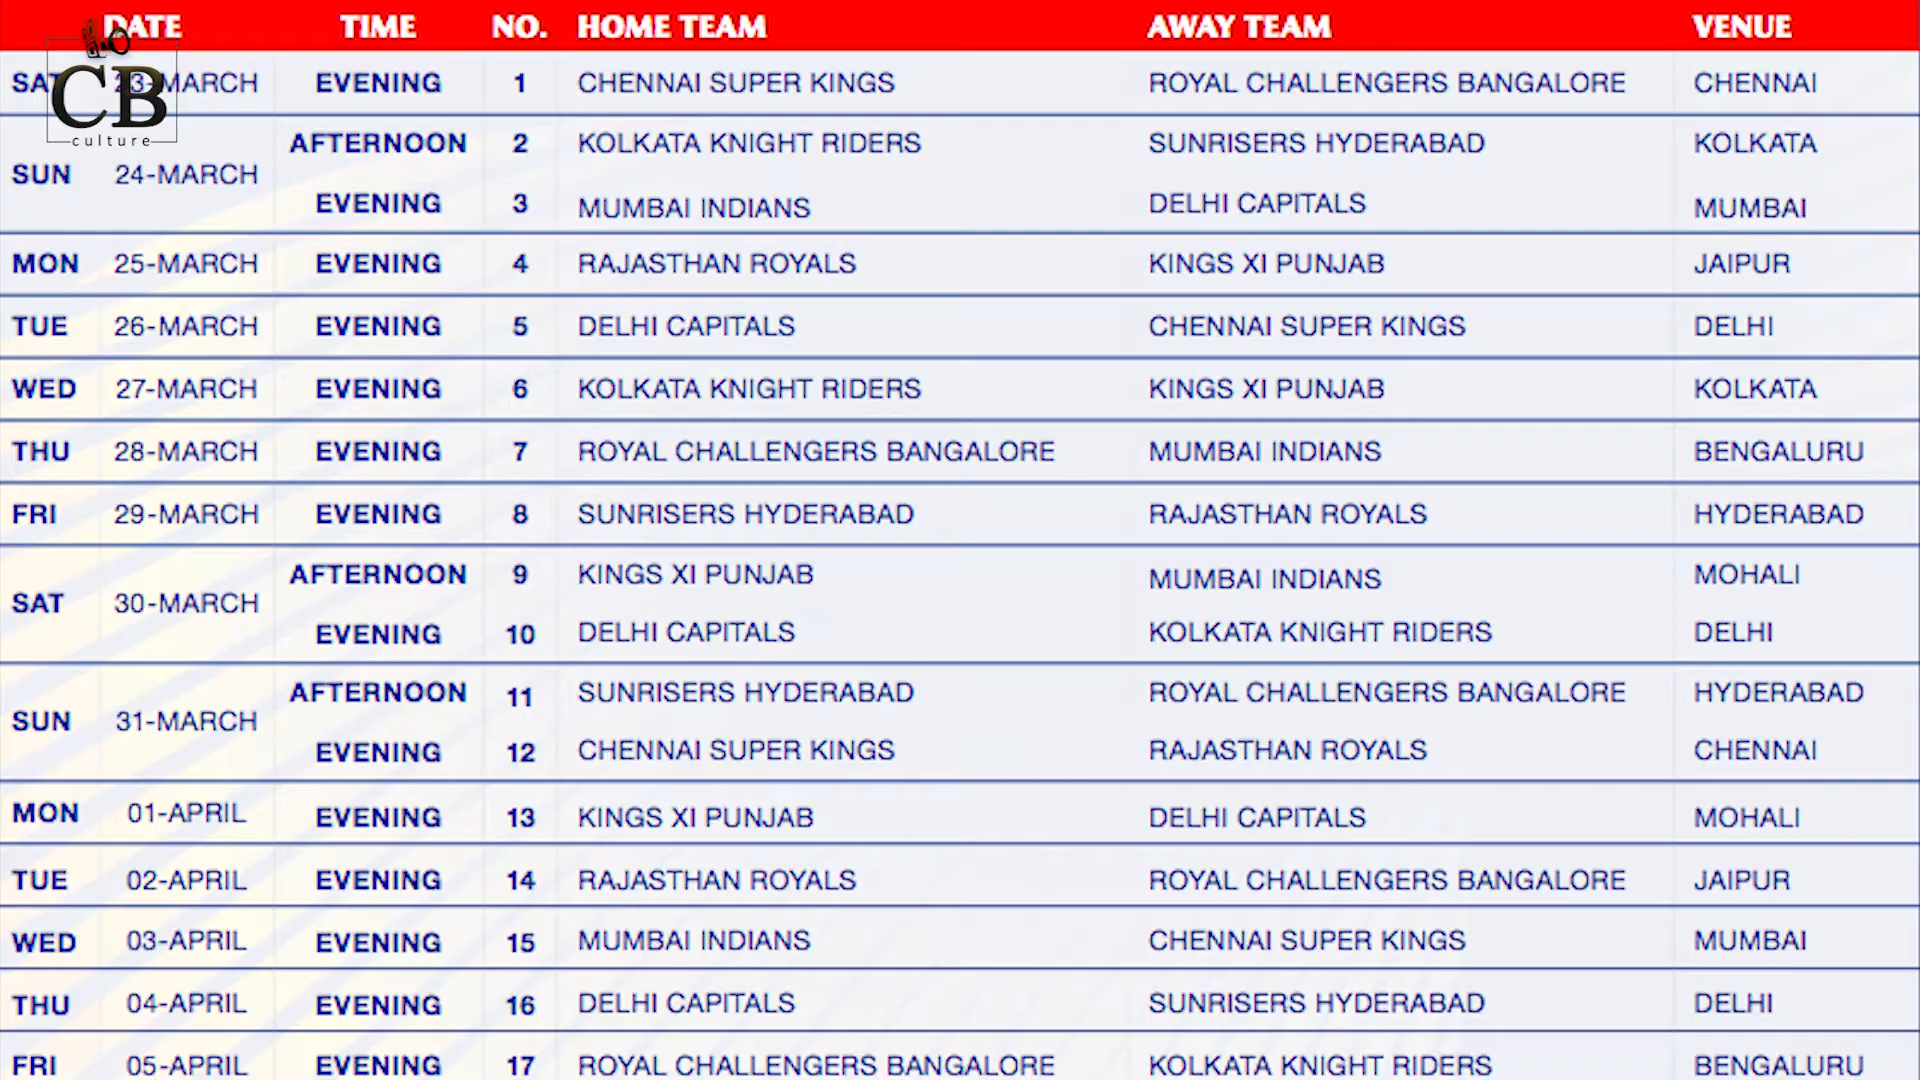 DATE TIME NO. HOME TEAM AWAY TEAM VENUE
CB
culture
SAT 23-MARCH EVENING 1 CHENNAI SUPER KINGS ROYAL CHALLENGERS BANGALORE CHENNAI
SUN 24-MARCH AFTERNOON 2 KOLKATA KNIGHT RIDERS SUNRISERS HYDERABAD KOLKATA
EVENING 3 MUMBAI INDIANS DELHI CAPITALS MUMBAI
MON 25-MARCH EVENING 4 RAJASTHAN ROYALS KINGS XI PUNJAB JAIPUR
TUE 26-MARCH EVENING 5 DELHI CAPITALS CHENNAI SUPER KINGS DELHI
WED 27-MARCH EVENING 6 KOLKATA KNIGHT RIDERS KINGS XI PUNJAB KOLKATA
THU 28-MARCH EVENING 7 ROYAL CHALLENGERS BANGALORE MUMBAI INDIANS BENGALURU
FRI 29-MARCH EVENING 8 SUNRISERS HYDERABAD RAJASTHAN ROYALS HYDERABAD
SAT 30-MARCH AFTERNOON 9 KINGS XI PUNJAB MUMBAI INDIANS MOHALI
EVENING 10 DELHI CAPITALS KOLKATA KNIGHT RIDERS DELHI
SUN 31-MARCH AFTERNOON 11 SUNRISERS HYDERABAD ROYAL CHALLENGERS BANGALORE HYDERABAD
EVENING 12 CHENNAI SUPER KINGS RAJASTHAN ROYALS CHENNAI
MON 01-APRIL EVENING 13 KINGS XI PUNJAB DELHI CAPITALS MOHALI
TUE 02-APRIL EVENING 14 RAJASTHAN ROYALS ROYAL CHALLENGERS BANGALORE JAIPUR
WED 03-APRIL EVENING 15 MUMBAI INDIANS CHENNAI SUPER KINGS MUMBAI
THU 04-APRIL EVENING 16 DELHI CAPITALS SUNRISERS HYDERABAD DELHI
FRI 05-APRIL EVENING 17 ROYAL CHALLENGERS BANGALORE KOLKATA KNIGHT RIDERS BENGALURU